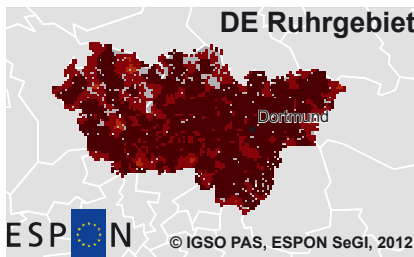 DE Ruhrgebiet
Dortmund
ESPON
© IGSO PAS, ESPON SeGI, 2012